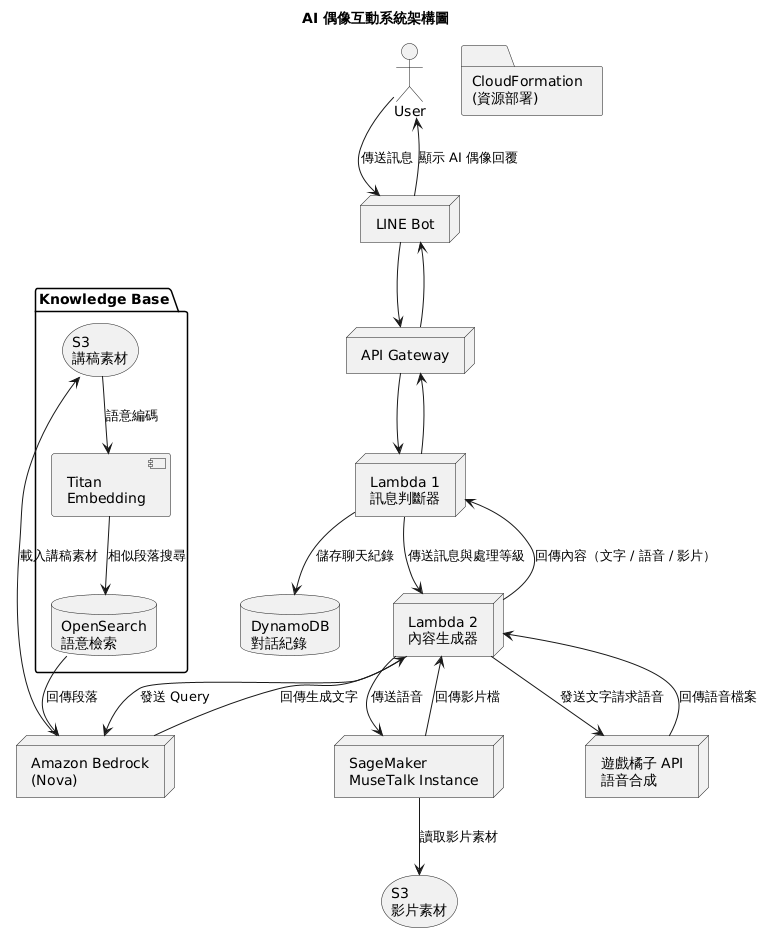 AI 偶像互動系統架構圖
User
CloudFormation
(資源部署)
傳送訊息
顯示 AI 偶像回覆
LINE Bot
Knowledge Base
S3
講稿素材
API Gateway
語意編碼
Titan
Embedding
Lambda 1
訊息判斷器
載入講稿素材
相似段落搜尋
儲存聊天紀錄
傳送訊息與處理等級
回傳內容（文字 / 語音 / 影片）
OpenSearch
語意檢索
DynamoDB
對話紀錄
Lambda 2
內容生成器
回傳段落
發送 Query
回傳生成文字
傳送語音
回傳影片檔
發送文字請求語音
回傳語音檔案
Amazon Bedrock
(Nova)
SageMaker
MuseTalk Instance
遊戲橘子 API
語音合成
讀取影片素材
S3
影片素材